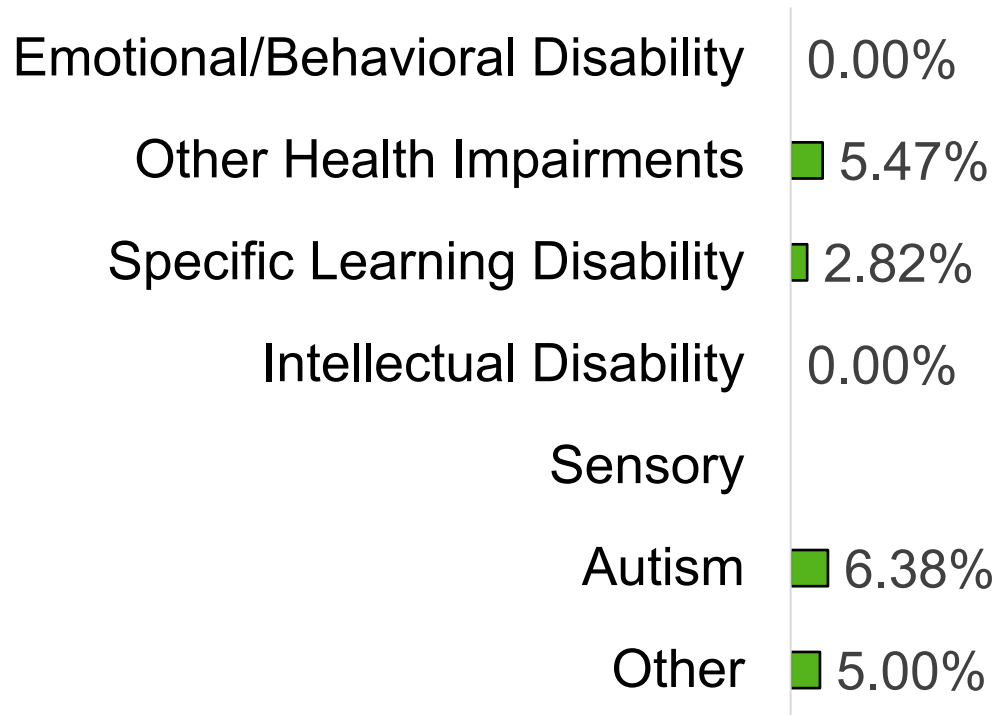 Emotional/Behavioral Disability 0.00%
Other Health Impairments 5.47%
Specific Learning Disability 2.82%
Intellectual Disability 0.00%
Sensory
Autism 6.38%
Other 5.00%